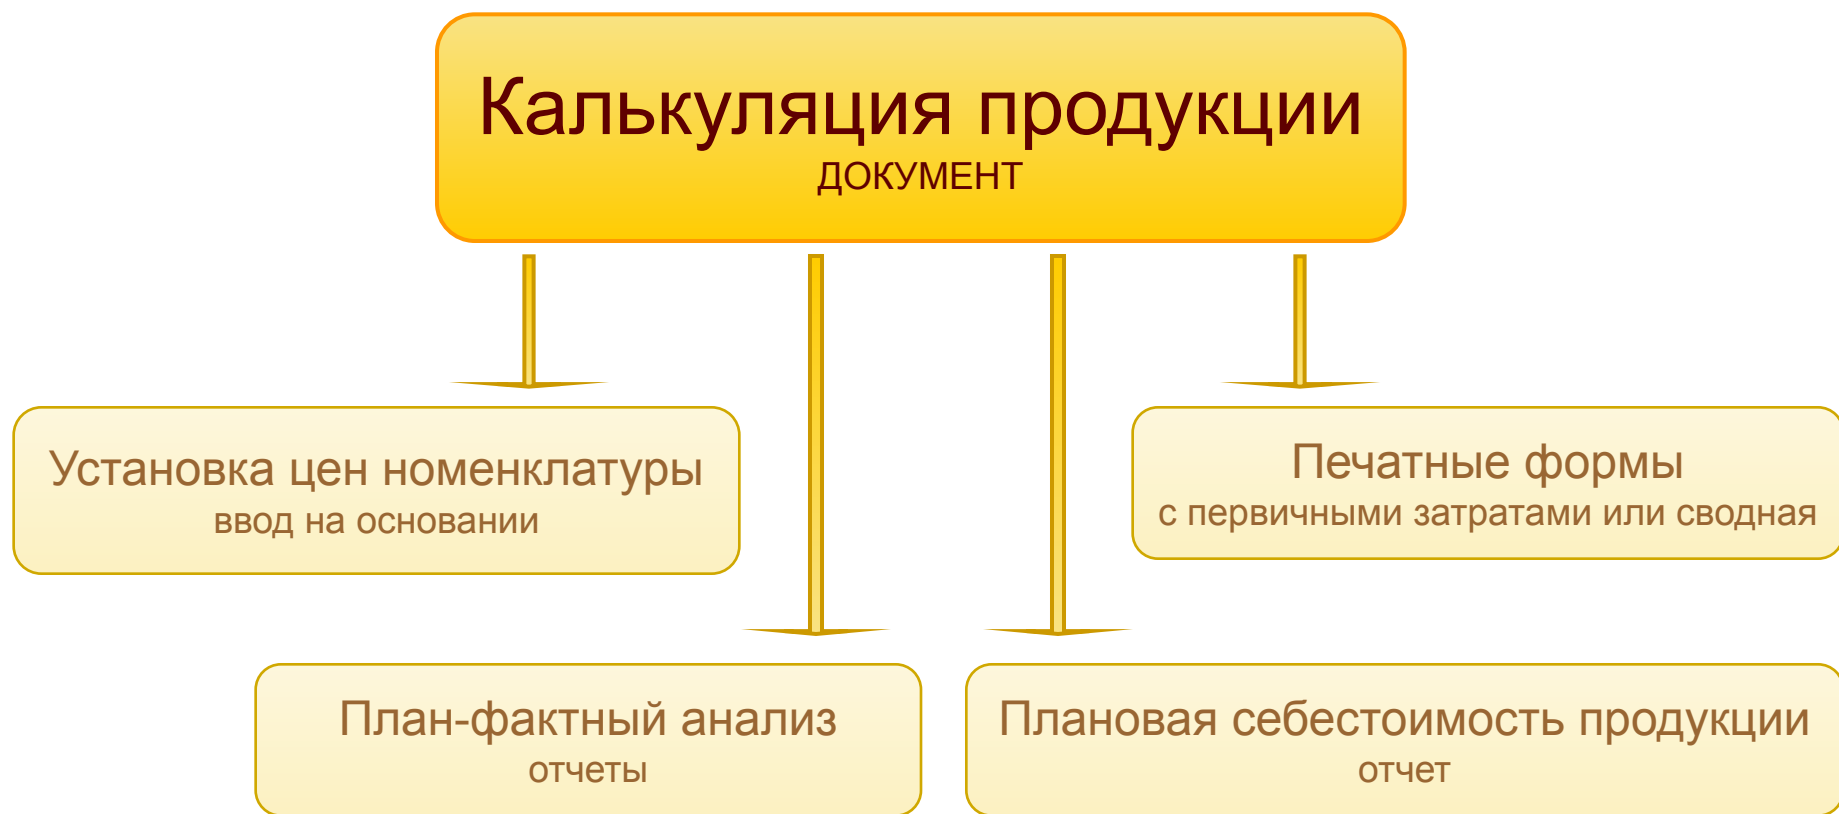 Калькуляция продукции
ДОКУМЕНТ
Установка цен номенклатуры
ввод на основании
Печатные формы
с первичными затратами или сводная
План-фактный анализ
отчеты
Плановая себестоимость продукции
отчет